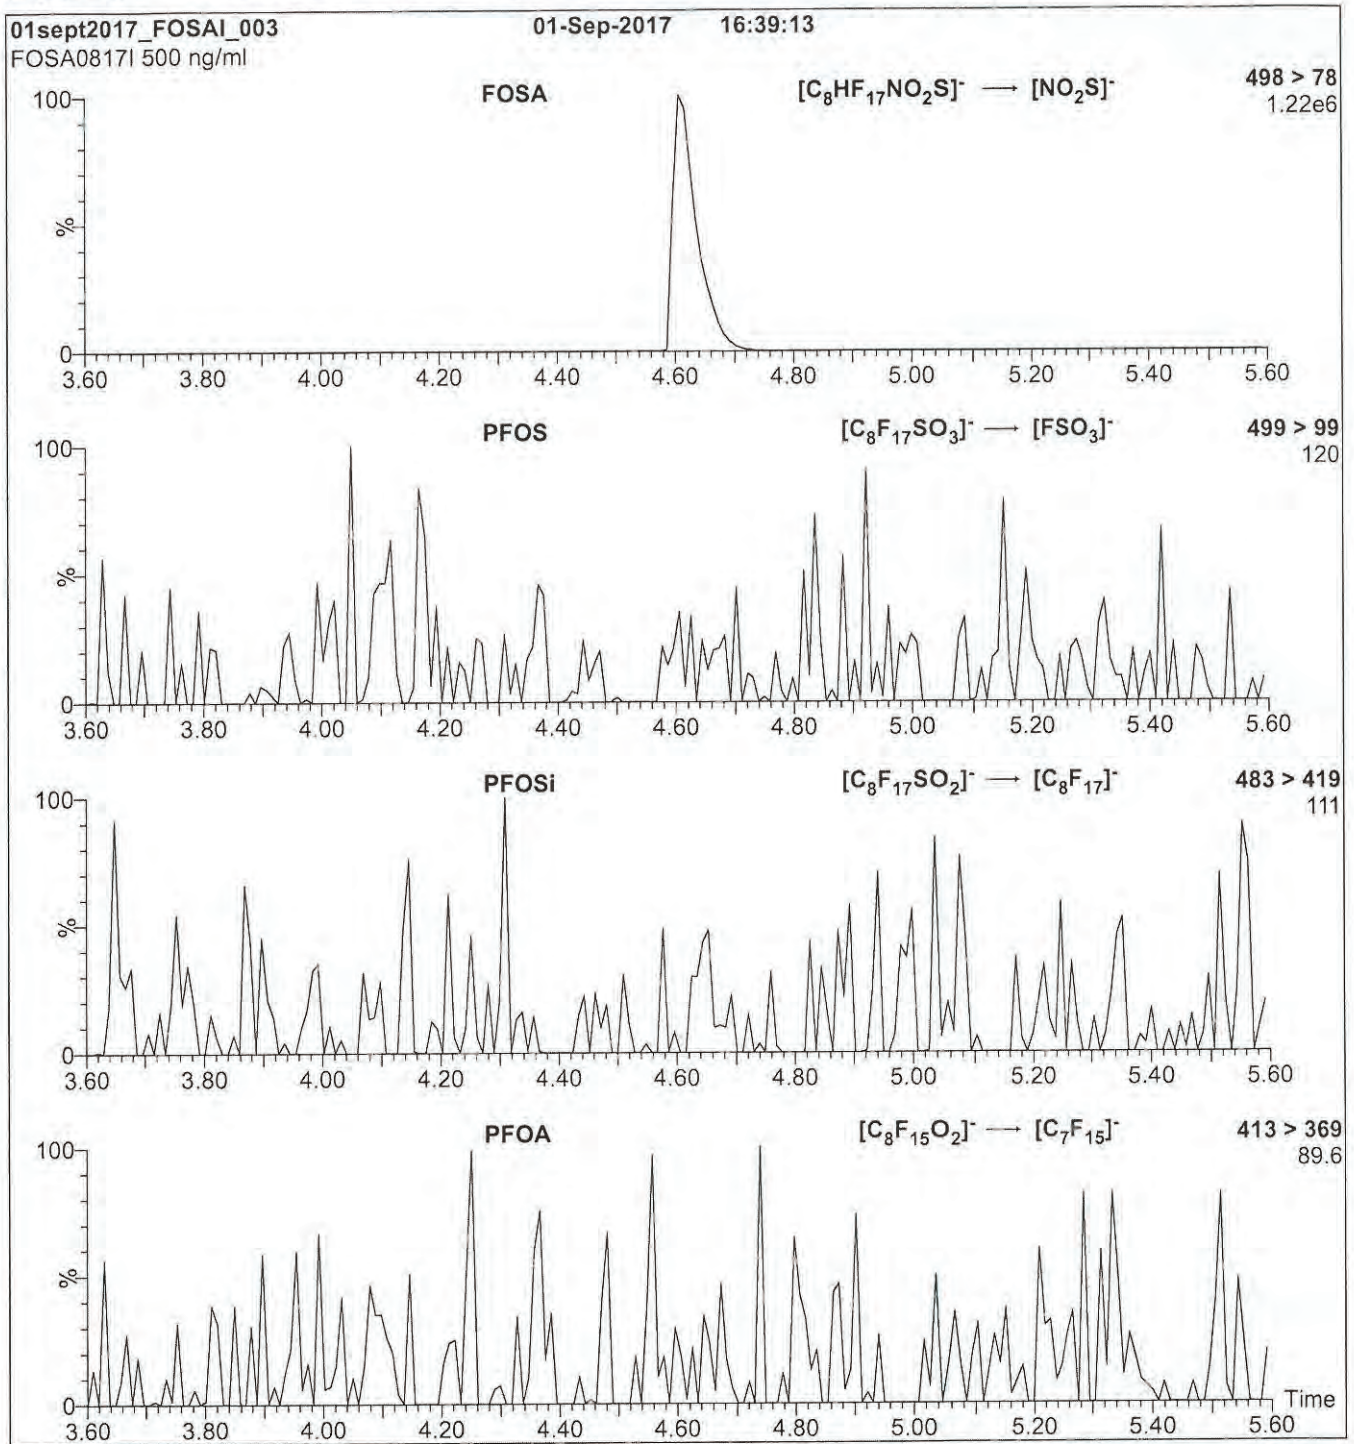 01sept2017_FOSAI_003 01-Sep-2017 16:39:13
FOSA0817I 500 ng/ml
FOSA [C8HF17NO2S]- → [NO2S]- 498 > 78
1.22e6
100
%
0
3.60 3.80 4.00 4.20 4.40 4.60 4.80 5.00 5.20 5.40 5.60
PFOS [C8F17SO3]- → [FSO3]- 499 > 99
120
100
%
0
3.60 3.80 4.00 4.20 4.40 4.60 4.80 5.00 5.20 5.40 5.60
PFOSi [C8F17SO2]- → [C8F17]- 483 > 419
111
100
%
0
3.60 3.80 4.00 4.20 4.40 4.60 4.80 5.00 5.20 5.40 5.60
PFOA [C8F15O2]- → [C7F15]- 413 > 369
89.6
100
%
0
Time
3.60 3.80 4.00 4.20 4.40 4.60 4.80 5.00 5.20 5.40 5.60